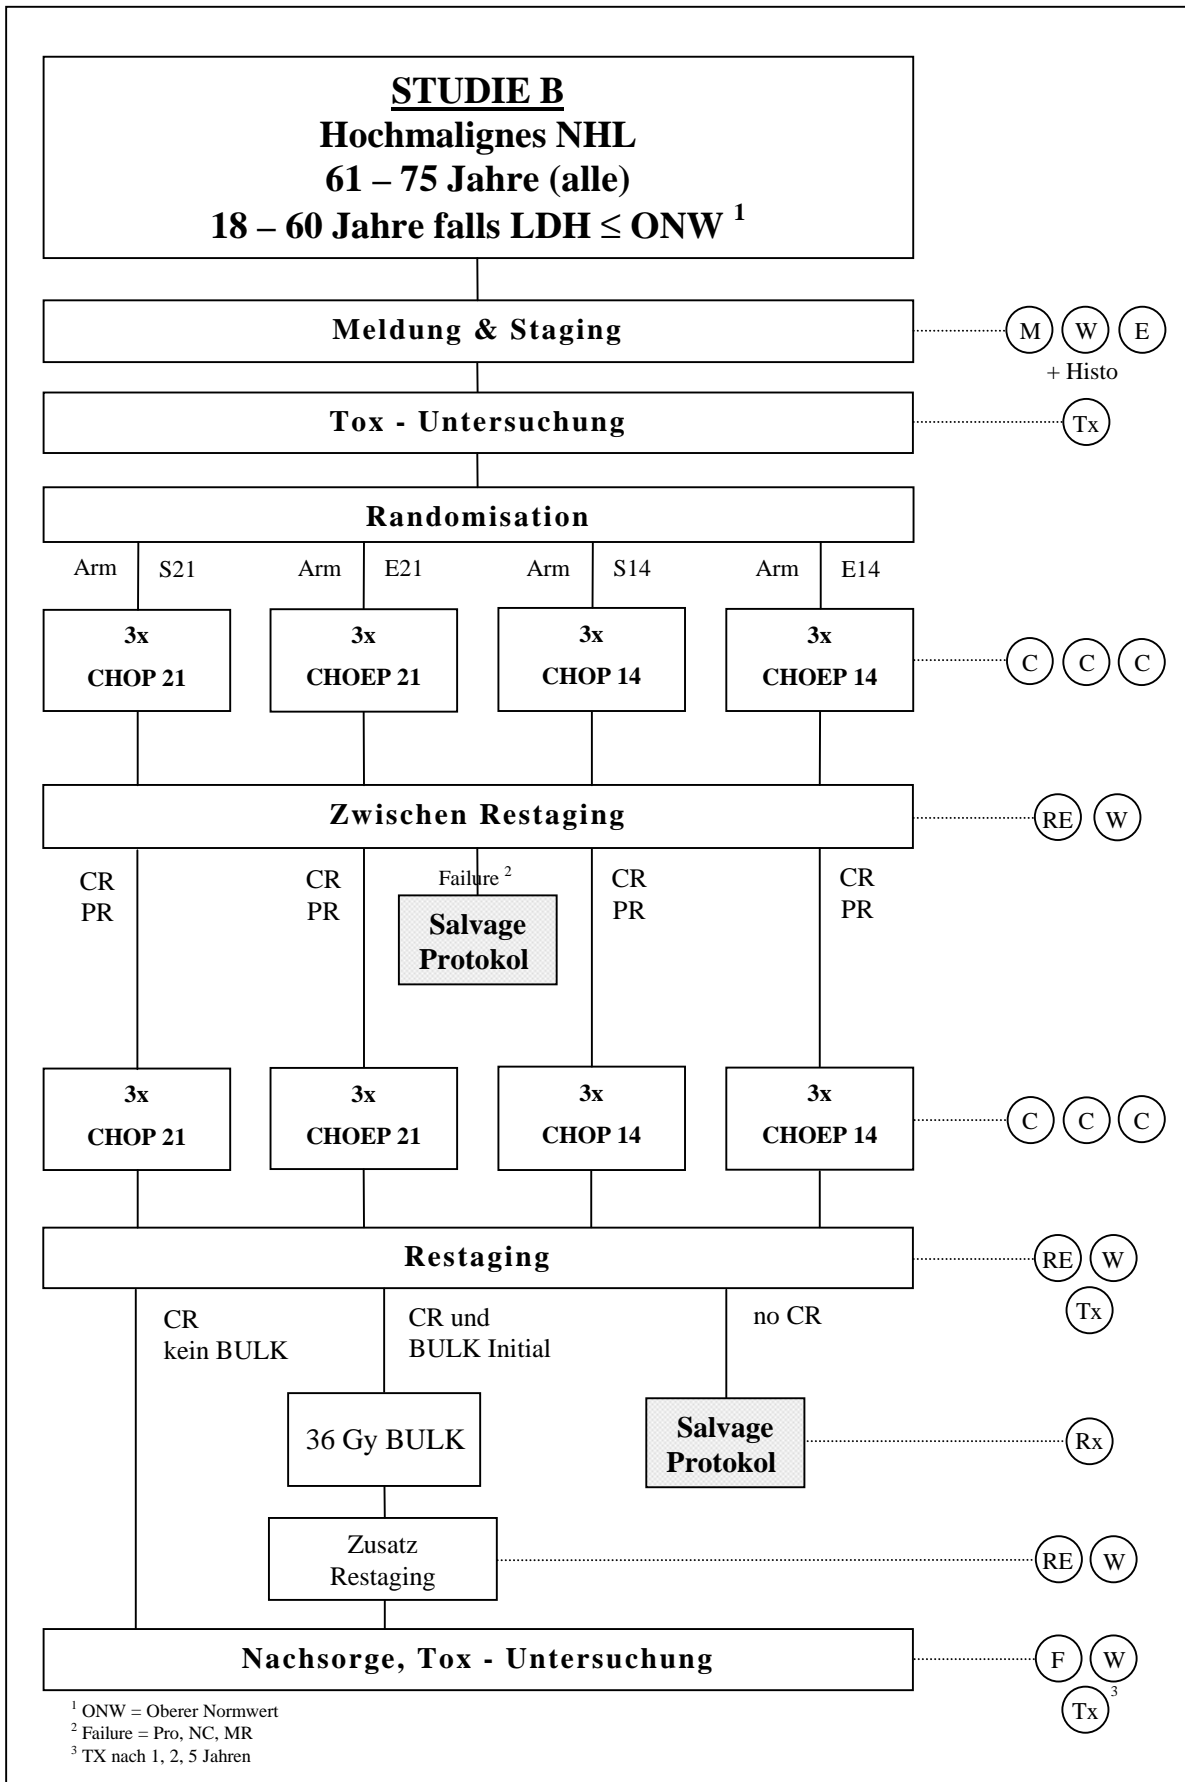 STUDIE B
Hochmalignes NHL
61 – 75 Jahre (alle)
18 – 60 Jahre falls LDH ≤ ONW 1
Meldung & Staging
M W E
+ Histo
Tox - Untersuchung
Tx
Randomisation
Arm S21 Arm E21 Arm S14 Arm E14
3x 3x 3x 3x
CHOP 21 CHOEP 21 CHOP 14 CHOEP 14
C C C
Zwischen Restaging
RE W
CR CR Failure 2 CR CR
PR PR PR PR
Salvage
Protokol
3x 3x 3x 3x
CHOP 21 CHOEP 21 CHOP 14 CHOEP 14
C C C
Restaging
RE W
Tx
CR CR und no CR
kein BULK BULK Initial
36 Gy BULK
Salvage
Protokol
Rx
Zusatz
Restaging
RE W
Nachsorge, Tox - Untersuchung
F W
Tx 3
1 ONW = Oberer Normwert
2 Failure = Pro, NC, MR
3 TX nach 1, 2, 5 Jahren